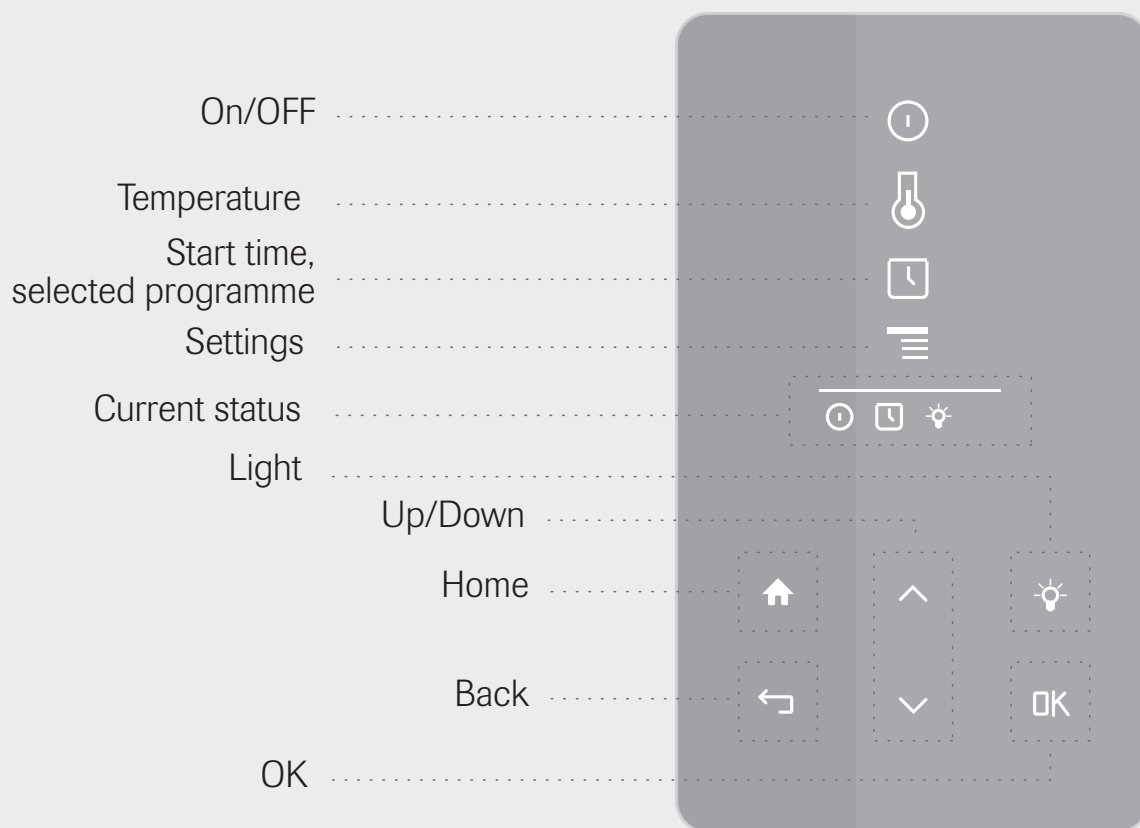 On/OFF
Temperature
Start time,
selected programme
Settings
Current status
Light
Up/Down
Home
Back
OK
OK